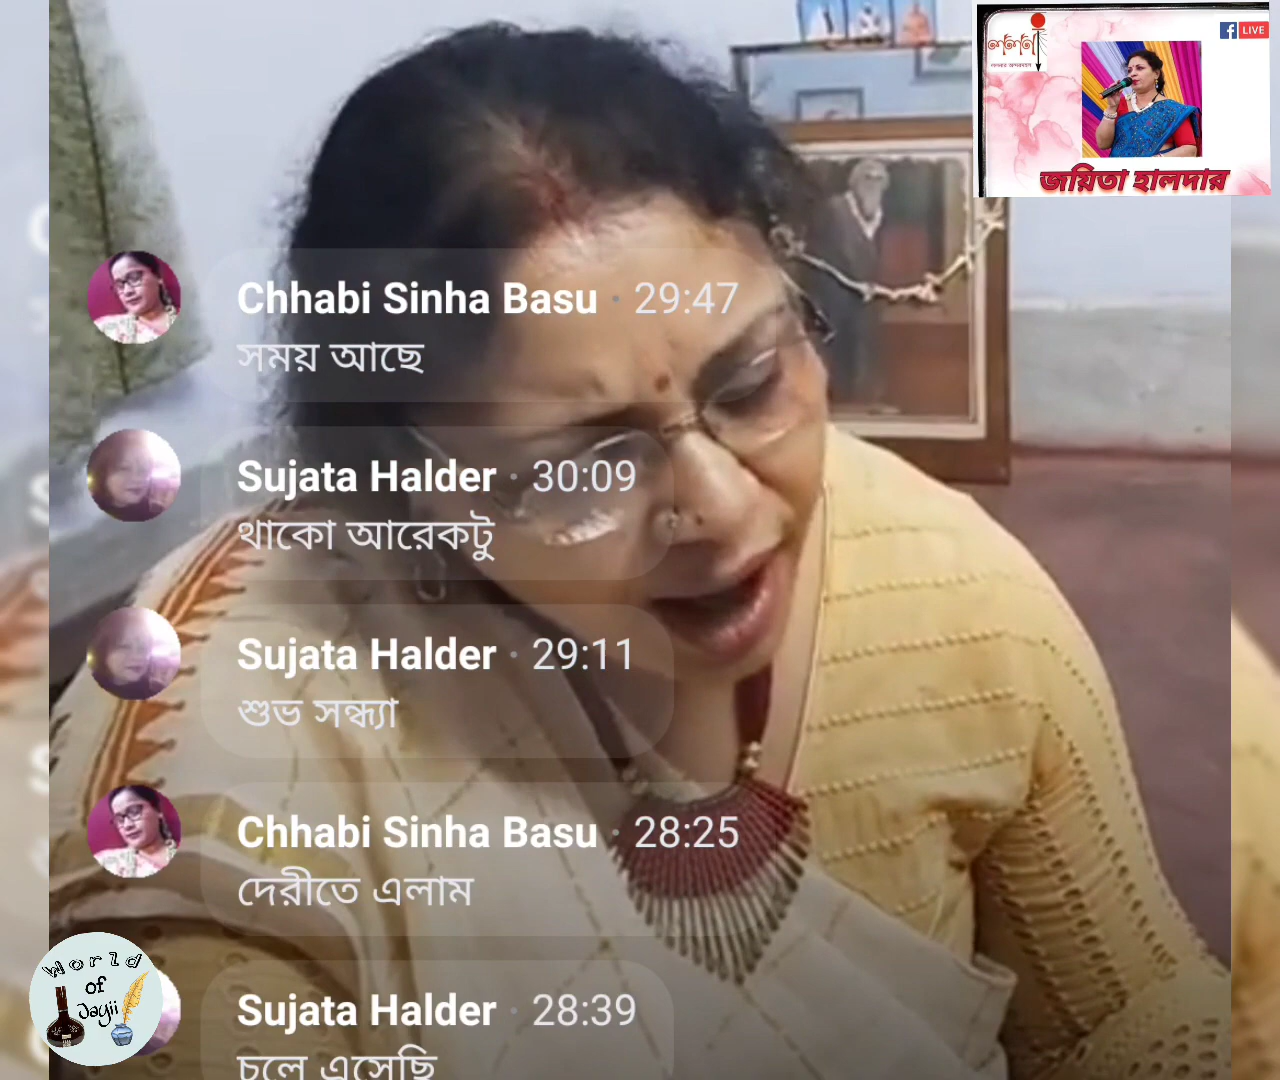 LIVE
জয়িতা হালদার
Chhabi Sinha Basu · 29:47
সময় আছে
Sujata Halder · 30:09
থাকো আরেকটু
Sujata Halder · 29:11
শুভ সন্ধ্যা
Chhabi Sinha Basu · 28:25
দেরীতে এলাম
Sujata Halder · 28:39
চলে এসেছি
World
of
Jayii